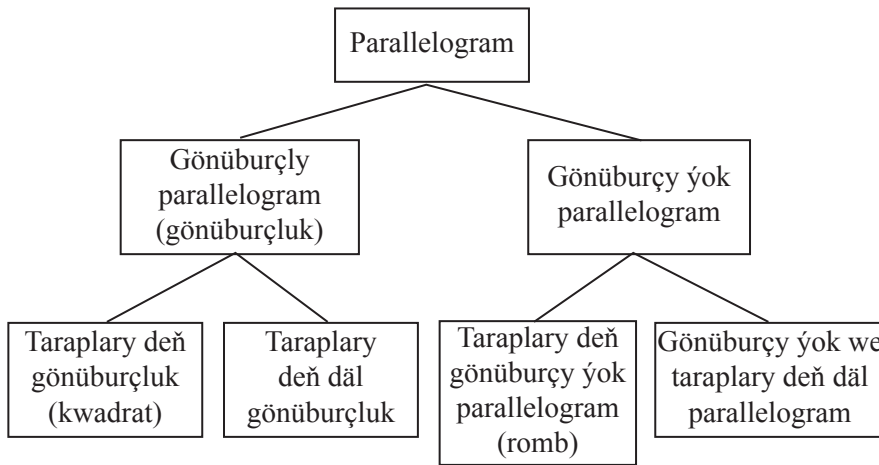 Parallelogram
Gönüburçly
parallelogram
(gönüburçluk)
Gönüburçy ýok
parallelogram
Taraplary deň
gönüburçluk
(kwadrat)
Taraplary
deň däl
gönüburçluk
Taraplary deň
gönüburçy ýok
parallelogram
(romb)
Gönüburçy ýok we
taraplary deň däl
parallelogram